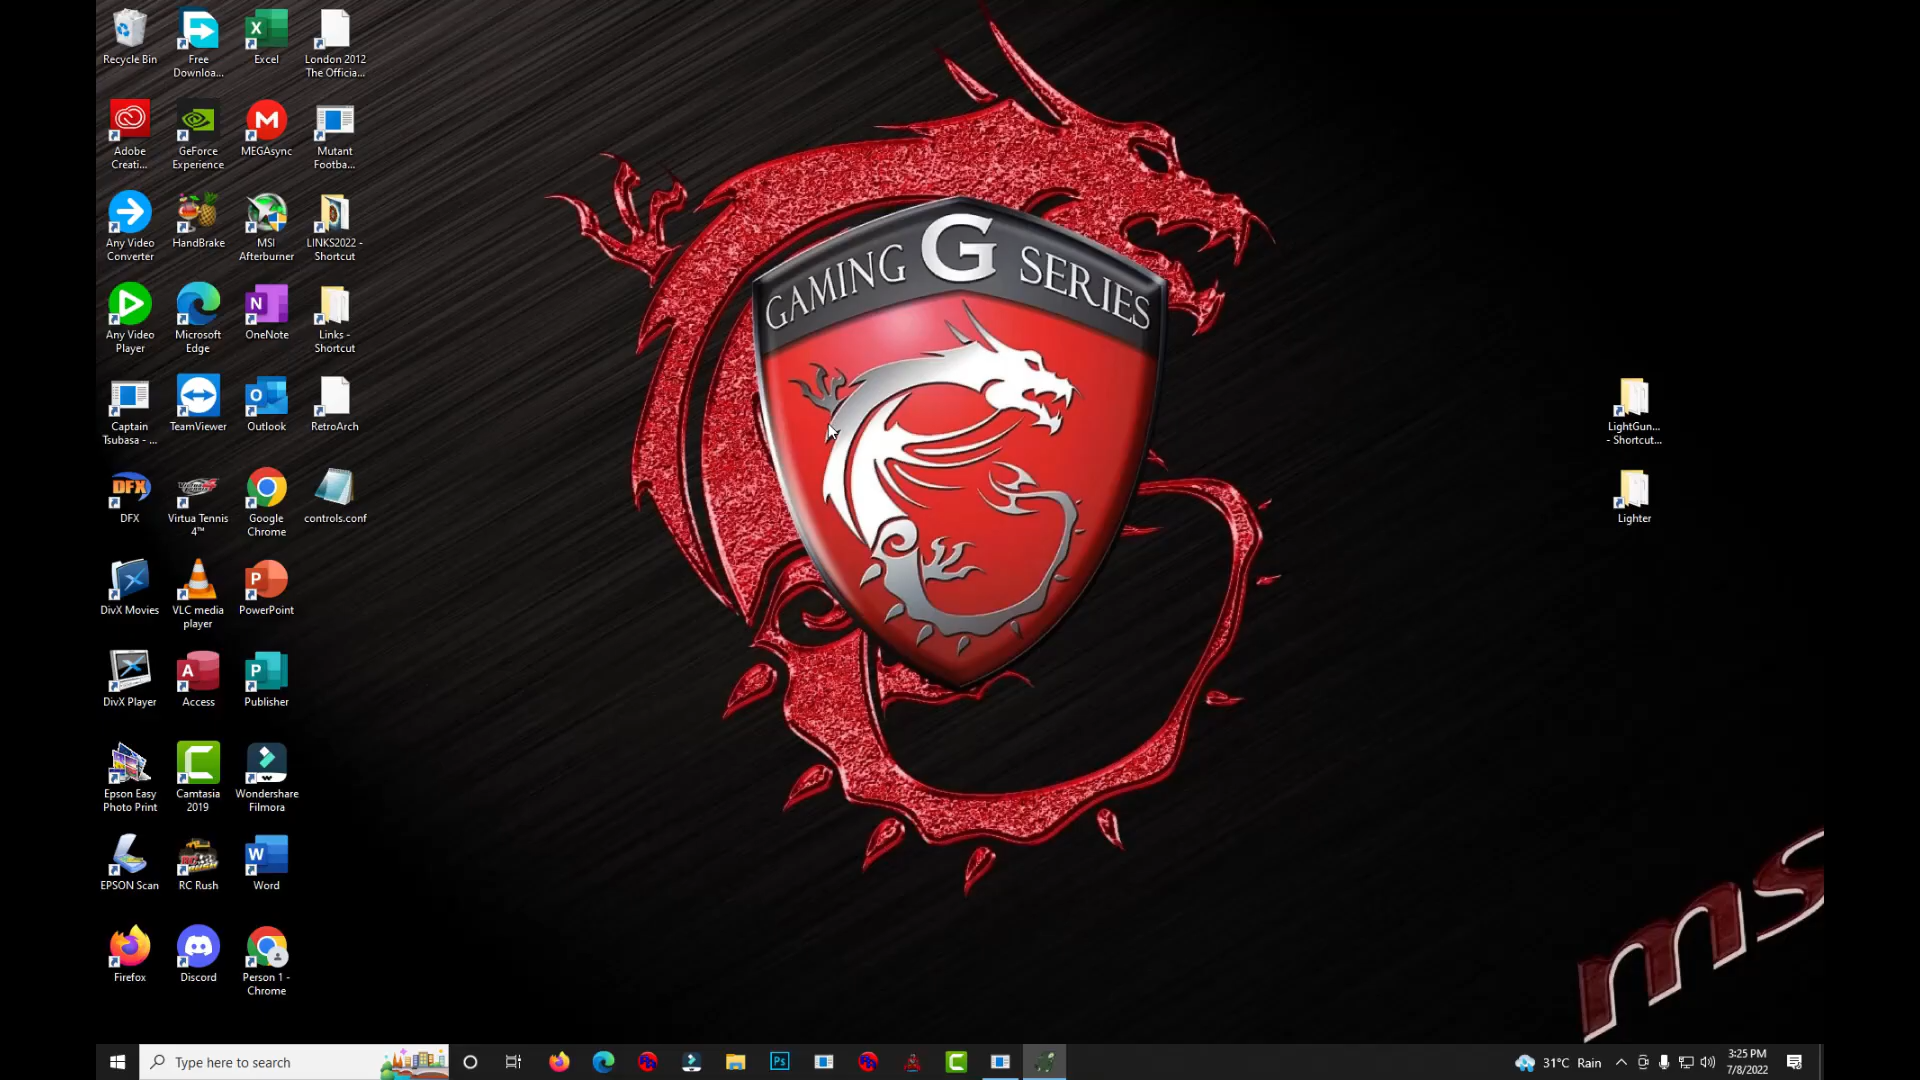 Recycle Bin
Free
Downloa...
Excel
London 2012
The Officia...
Adobe
Creati...
GeForce
Experience
MEGAsync
Mutant
Footba...
Any Video
Converter
HandBrake
MSI
Afterburner
LINKS2022 -
Shortcut
Any Video
Player
Microsoft
Edge
OneNote
Links -
Shortcut
Captain
Tsubasa - ...
TeamViewer
Outlook
RetroArch
DFX
Virtua Tennis
4™
Google
Chrome
controls.conf
DivX Movies
VLC media
player
PowerPoint
DivX Player
Access
Publisher
Epson Easy
Photo Print
Camtasia
2019
Wondershare
Filmora
EPSON Scan
RC Rush
Word
Firefox
Discord
Person 1 -
Chrome
GAMING G SERIES
LightGun...
- Shortcut...
Lighter
ms
Type here to search
Ps
31°C Rain
3:25 PM
7/8/2022